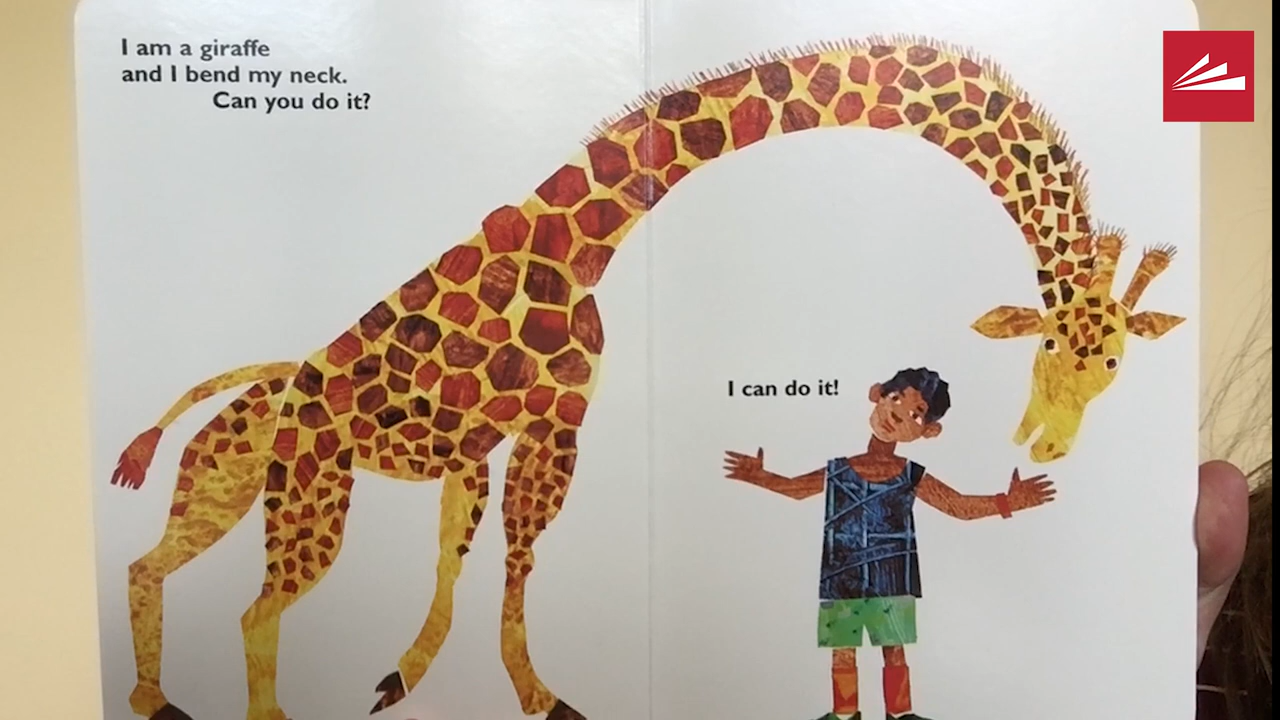 I am a giraffe
and I bend my neck.
Can you do it?
I can do it!